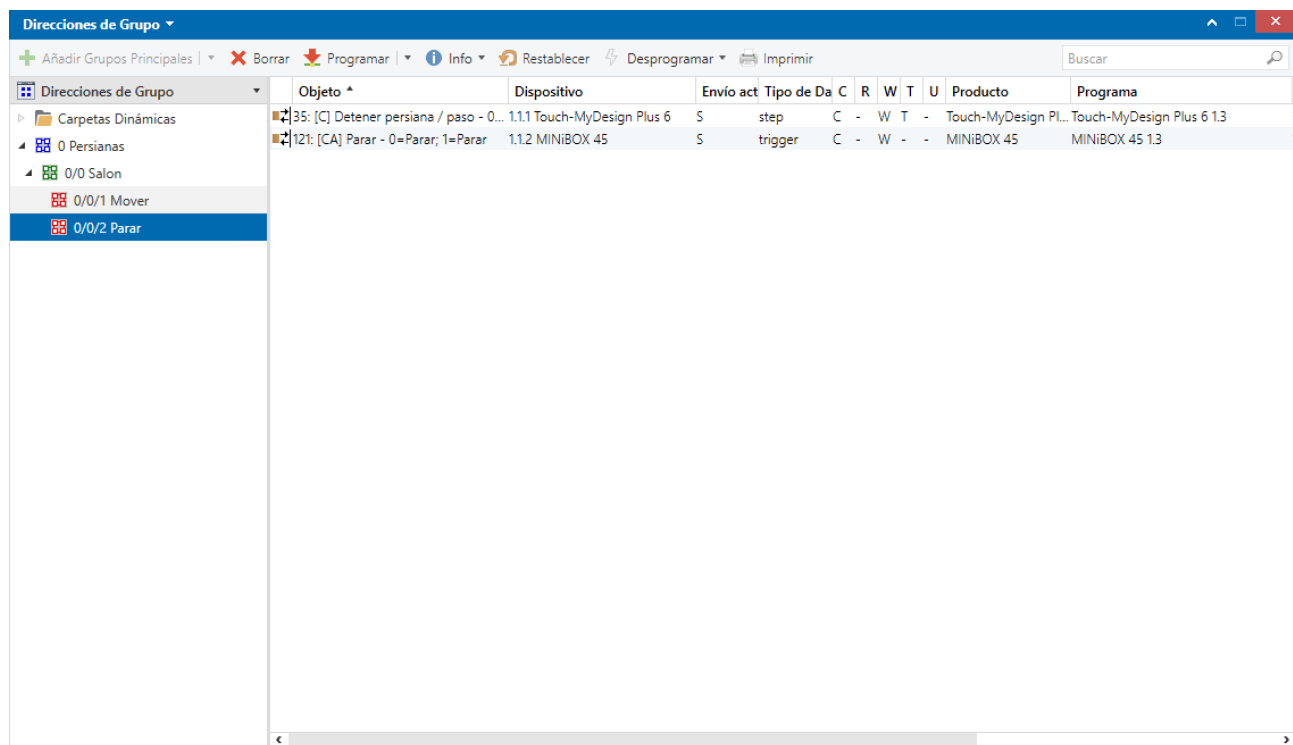 Direcciones de Grupo
Añadir Grupos Principales Borrar Programar Info Restablecer Desprogramar Imprimir Buscar
Direcciones de Grupo Objeto Dispositivo Envío act Tipo de Da C R W T U Producto Programa
Carpetas Dinámicas 35: [C] Detener persiana / paso - 0... 1.1.1 Touch-MyDesign Plus 6 S step C - W T - Touch-MyDesign Pl... Touch-MyDesign Plus 6 1.3
0 Persianas 121: [CA] Parar - 0=Parar; 1=Parar 1.1.2 MINiBOX 45 S trigger C - W - - MINiBOX 45 MINiBOX 45 1.3
0/0 Salon
0/0/1 Mover
0/0/2 Parar